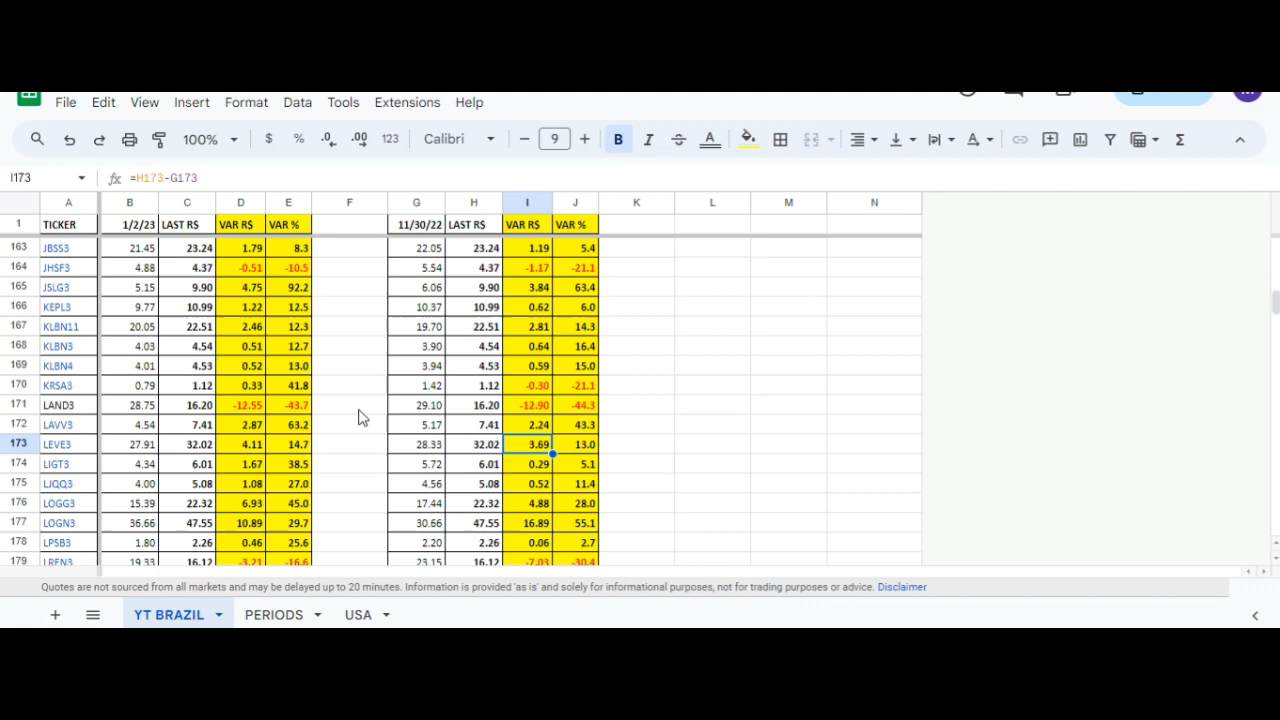 File Edit View Insert Format Data Tools Extensions Help
100% $ % .0 .00 123 Calibri 9 B I A Σ
I173 fx =H173-G173
A B C D E F G H I J K L M N
1 TICKER 1/2/23 LAST R$ VAR R$ VAR % 11/30/22 LAST R$ VAR R$ VAR %
163 JBSS3 21.45 23.24 1.79 8.3 22.05 23.24 1.19 5.4
164 JHSF3 4.88 4.37 -0.51 -10.5 5.54 4.37 -1.17 -21.1
165 JSLG3 5.15 9.90 4.75 92.2 6.06 9.90 3.84 63.4
166 KEPL3 9.77 10.99 1.22 12.5 10.37 10.99 0.62 6.0
167 KLBN11 20.05 22.51 2.46 12.3 19.70 22.51 2.81 14.3
168 KLBN3 4.03 4.54 0.51 12.7 3.90 4.54 0.64 16.4
169 KLBN4 4.01 4.53 0.52 13.0 3.94 4.53 0.59 15.0
170 KRSA3 0.79 1.12 0.33 41.8 1.42 1.12 -0.30 -21.1
171 LAND3 28.75 16.20 -12.55 -43.7 29.10 16.20 -12.90 -44.3
172 LAVV3 4.54 7.41 2.87 63.2 5.17 7.41 2.24 43.3
173 LEVE3 27.91 32.02 4.11 14.7 28.33 32.02 3.69 13.0
174 LIGT3 4.34 6.01 1.67 38.5 5.72 6.01 0.29 5.1
175 LJQQ3 4.00 5.08 1.08 27.0 4.56 5.08 0.52 11.4
176 LOGG3 15.39 22.32 6.93 45.0 17.44 22.32 4.88 28.0
177 LOGN3 36.66 47.55 10.89 29.7 30.66 47.55 16.89 55.1
178 LPSB3 1.80 2.26 0.46 25.6 2.20 2.26 0.06 2.7
179 LREN3 19.33 16.12 -3.21 -16.6 23.15 16.12 -7.03 -30.4
Quotes are not sourced from all markets and may be delayed up to 20 minutes. Information is provided 'as is' and solely for informational purposes, not for trading purposes or advice. Disclaimer
YT BRAZIL PERIODS USA